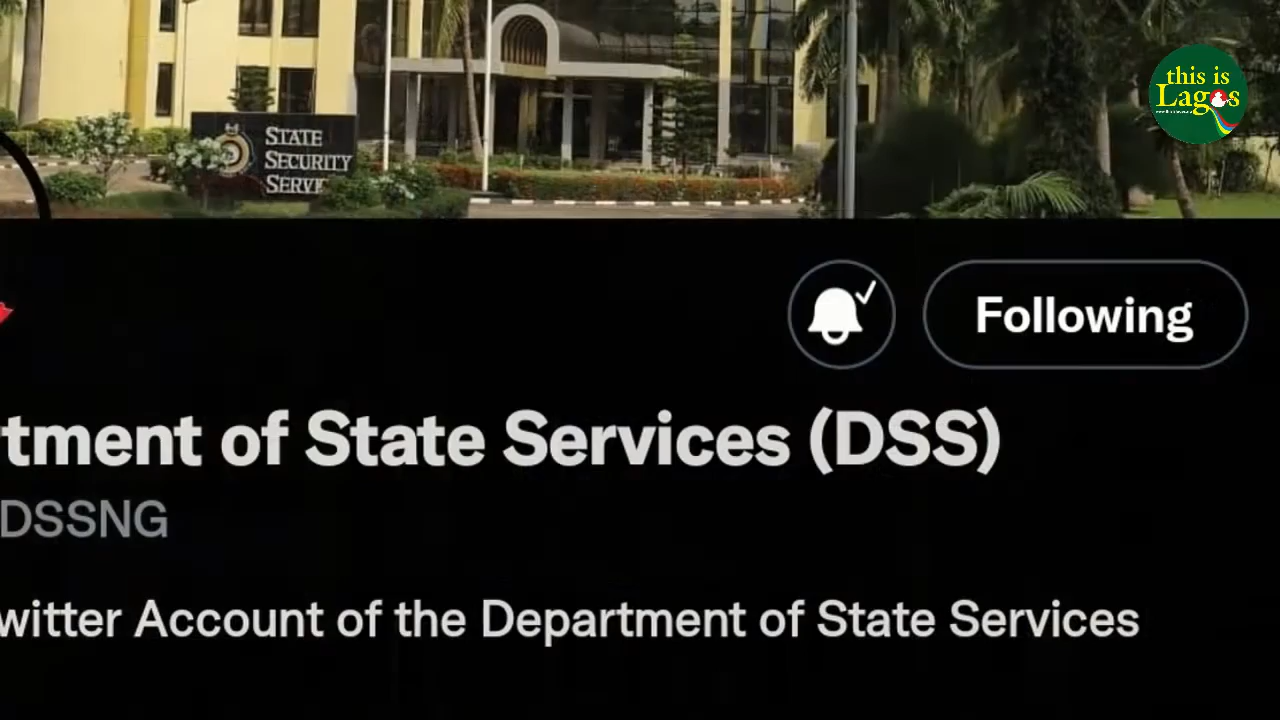 this is
Lagos
STATE
SECURITY
SERVI
Following
tment of State Services (DSS)
DSSNG
witter Account of the Department of State Services